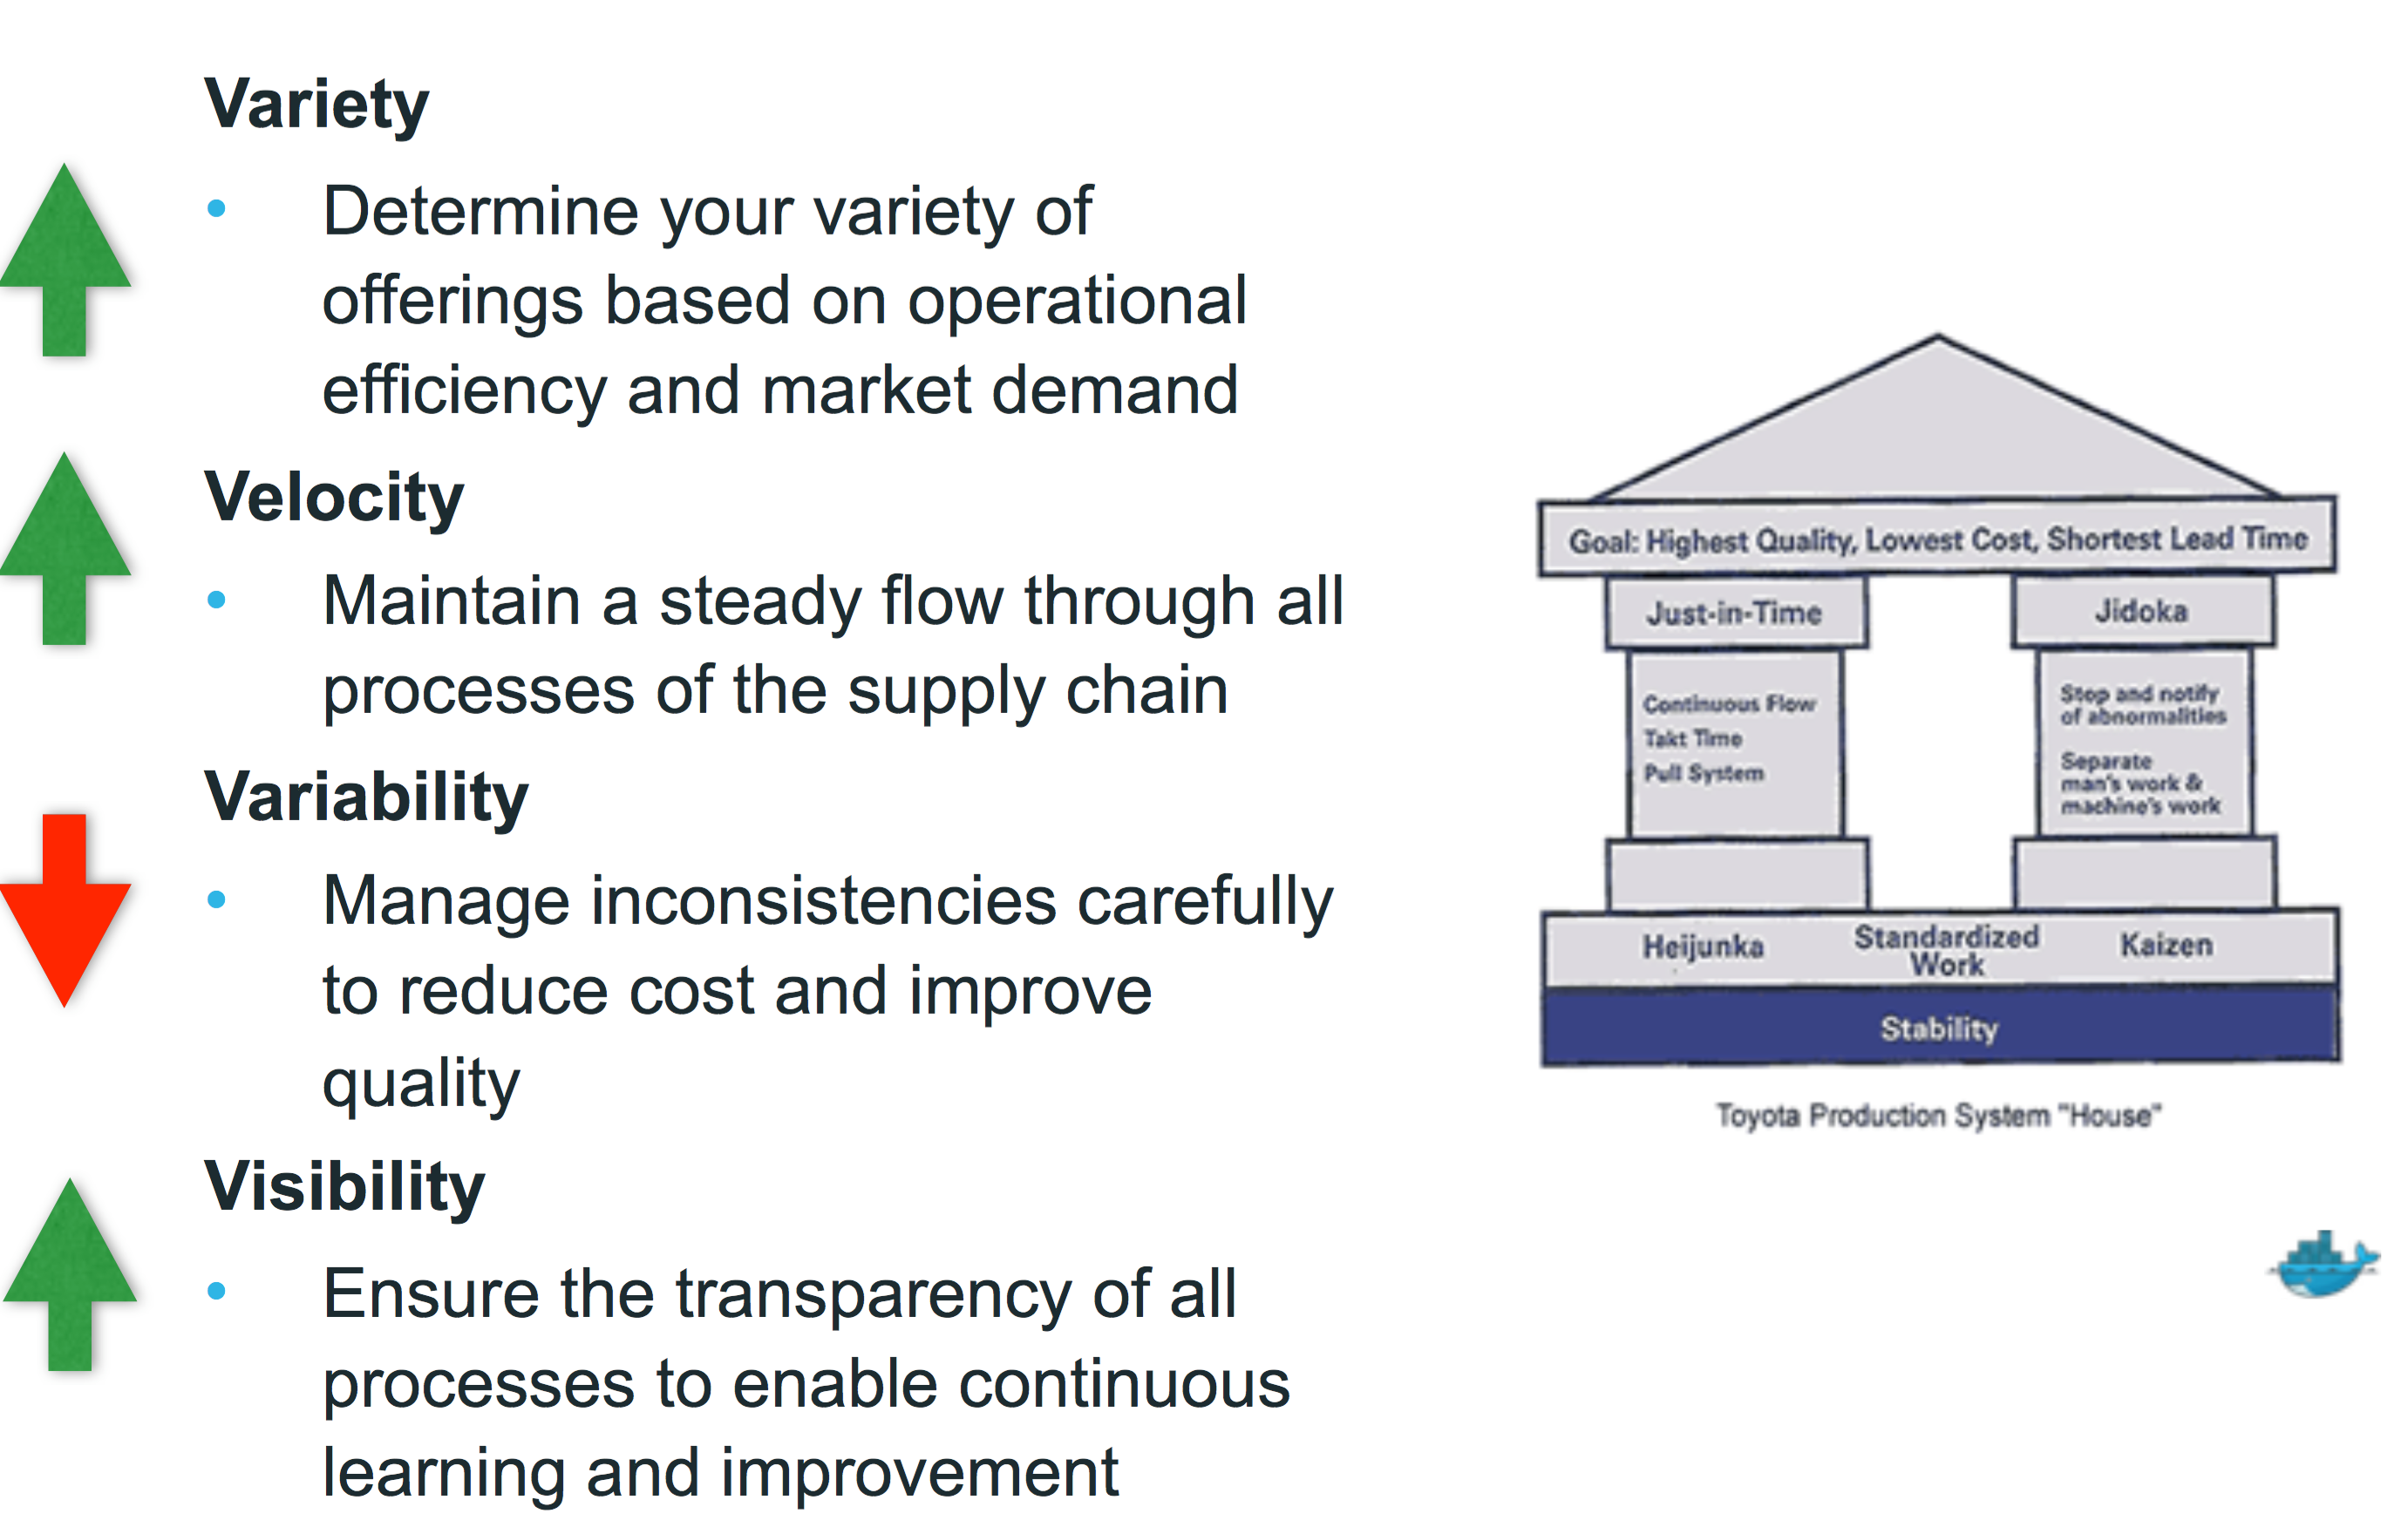 Variety
• Determine your variety of
offerings based on operational
efficiency and market demand
Velocity
• Maintain a steady flow through all
processes of the supply chain
Variability
• Manage inconsistencies carefully
to reduce cost and improve
quality
Visibility
• Ensure the transparency of all
processes to enable continuous
learning and improvement
Goal: Highest Quality, Lowest Cost, Shortest Lead Time
Just-in-Time
Continuous Flow
Takt Time
Pull System
Jidoka
Stop and notify
of abnormalities
Separate
man's work &
machine's work
Heijunka
Standardized
Work
Kaizen
Stability
Toyota Production System "House"